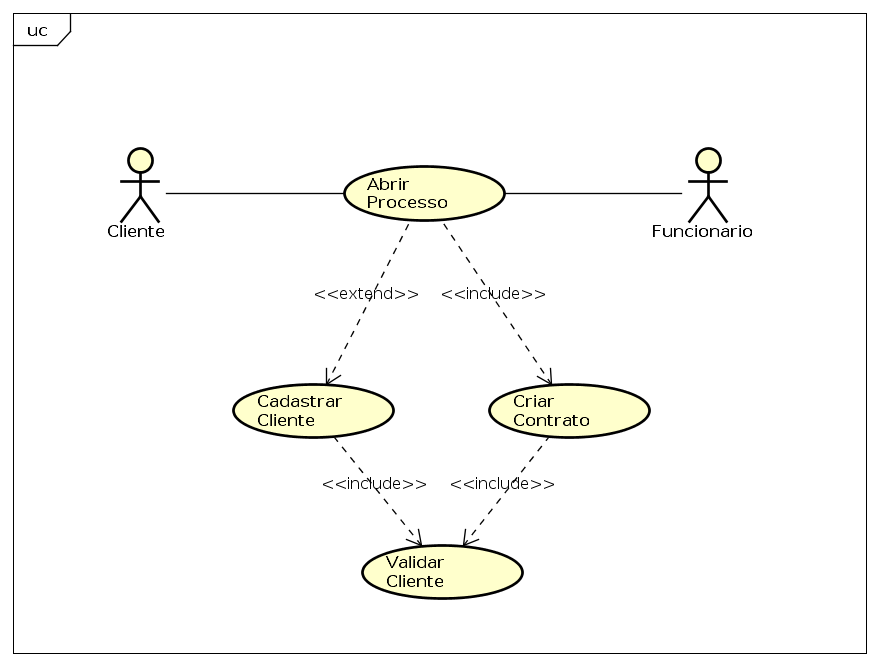 uc
Abrir
Processo
Cliente
Funcionario
<<extend>>
<<include>>
Cadastrar
Cliente
Criar
Contrato
<<include>>
<<include>>
Validar
Cliente